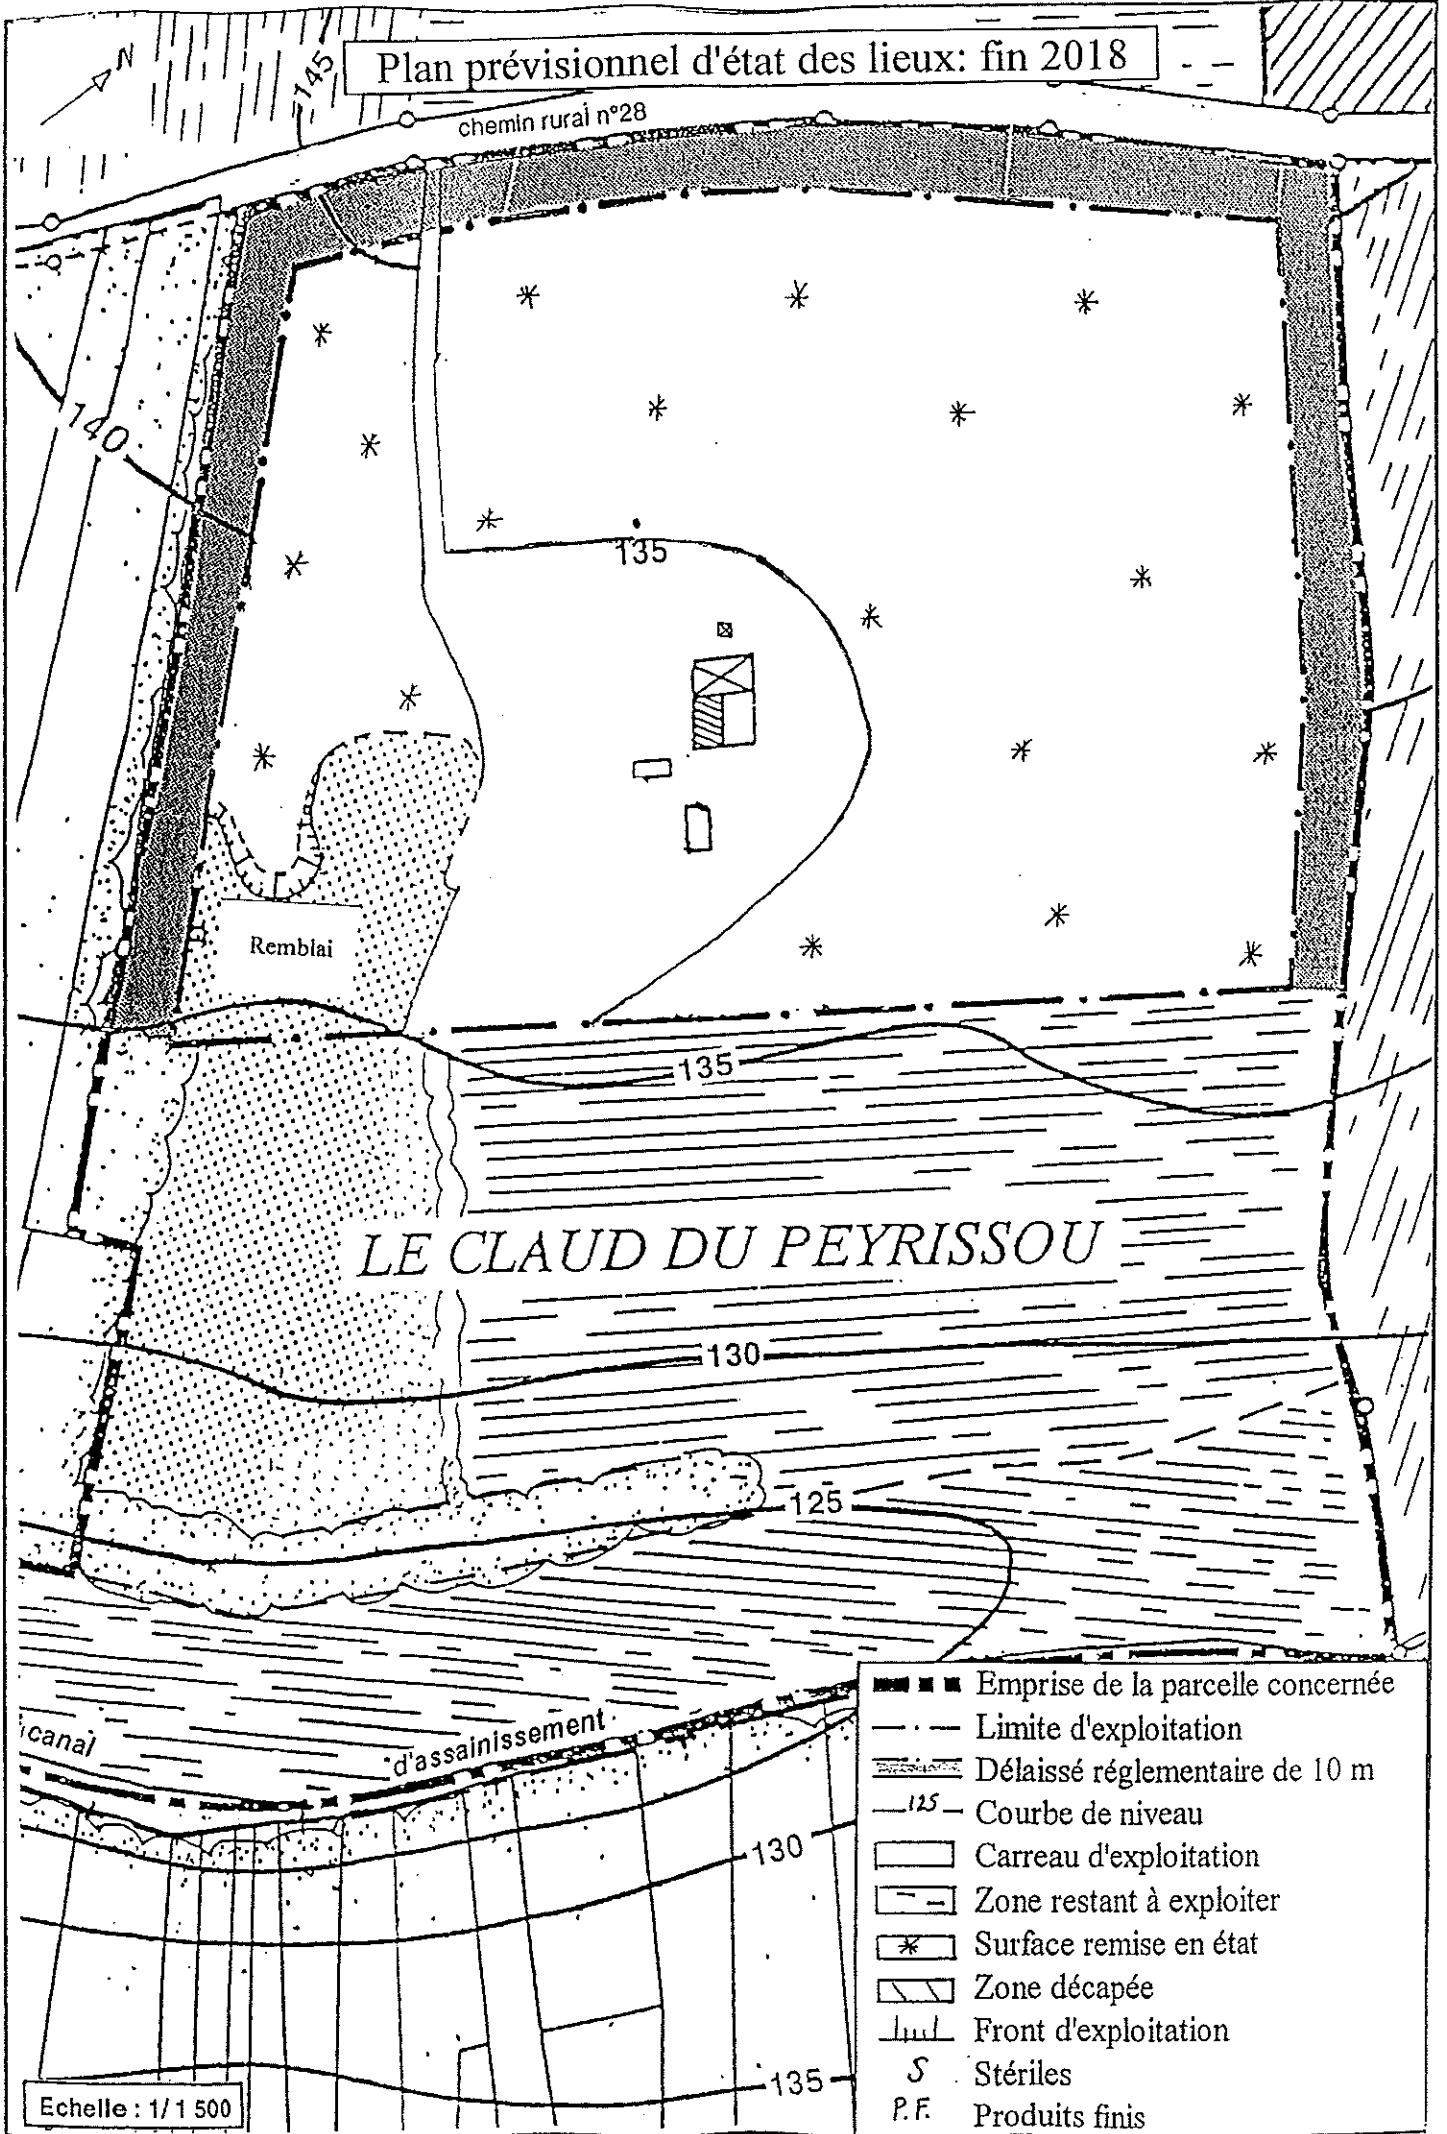 Plan prévisionnel d'état des lieux: fin 2018
N
145
chemin rural n°28
140
135
Remblai
135
LE CLAUD DU PEYRISSOU
130
125
canal
d'assainissement
130
135
Emprise de la parcelle concernée
Limite d'exploitation
Délaissé réglementaire de 10 m
125 Courbe de niveau
Carreau d'exploitation
Zone restant à exploiter
Surface remise en état
Zone décapée
Front d'exploitation
S Stériles
P.F. Produits finis
Echelle : 1/ 1 500